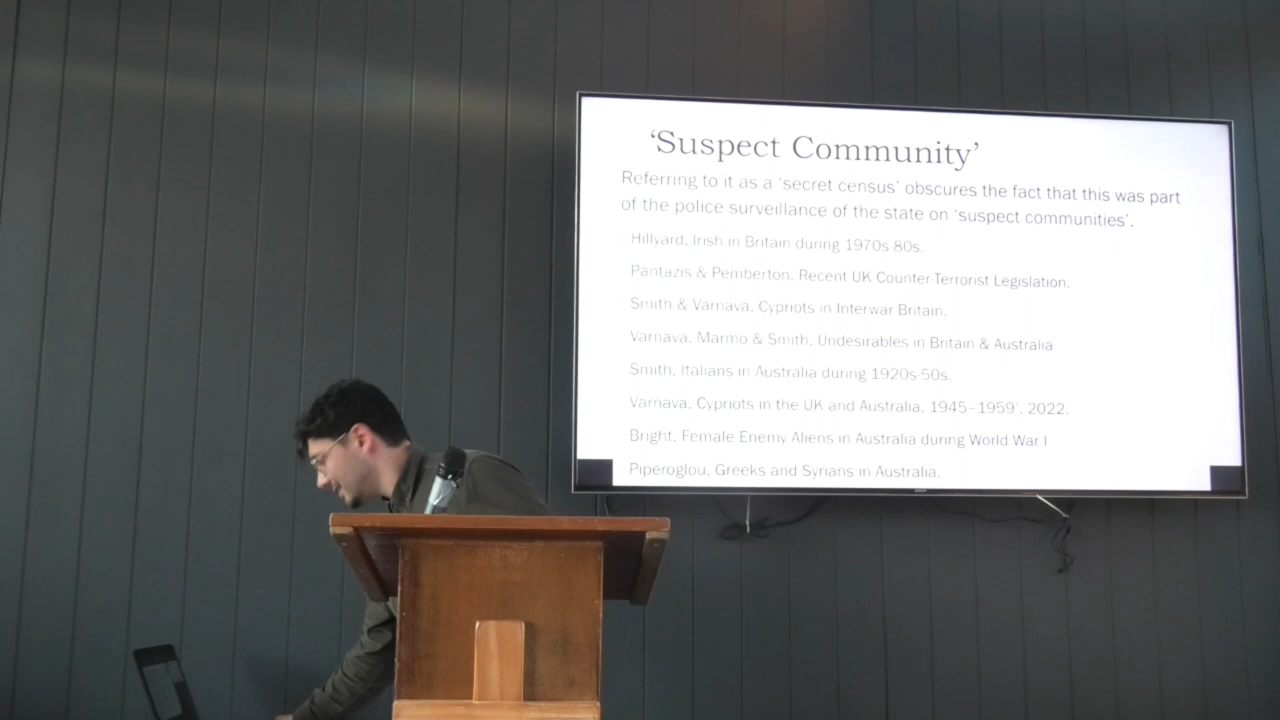 ‘Suspect Community’
Referring to it as a ‘secret census’ obscures the fact that this was part
of the police surveillance of the state on ‘suspect communities’.
Hillyard, Irish in Britain during 1970s-80s.
Pantazis & Pemberton, Recent UK Counter-Terrorist Legislation.
Smith & Varnava, Cypriots in Interwar Britain.
Varnava, Marmo & Smith, Undesirables in Britain & Australia
Smith, Italians in Australia during 1920s-50s.
Varnava, Cypriots in the UK and Australia, 1945–1959’, 2022.
Bright, Female Enemy Aliens in Australia during World War I
Piperoglou, Greeks and Syrians in Australia.